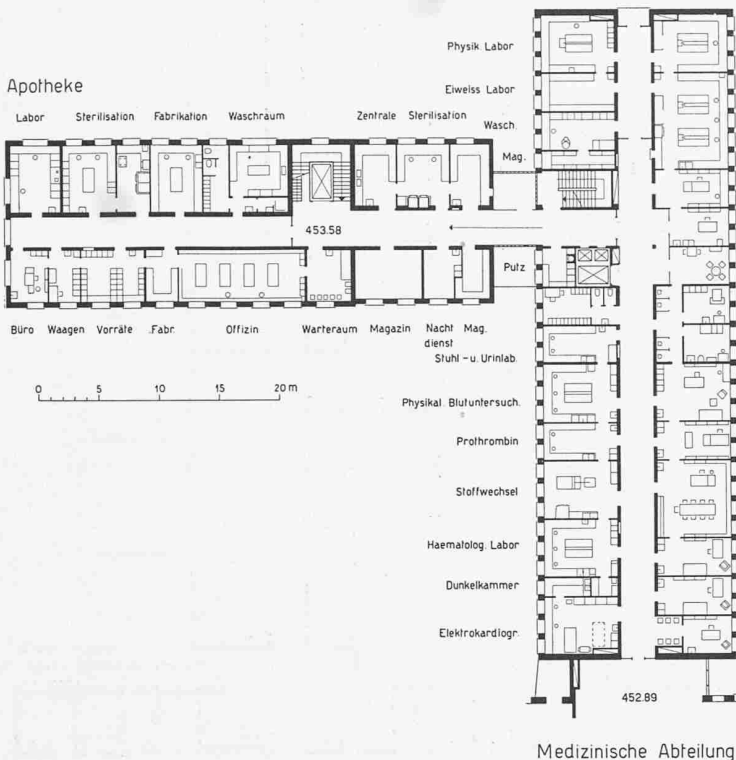 Apotheke
Labor Sterilisation Fabrikation Waschraum Zentrale Sterilisation
Physik Labor
Eiweiss Labor
Wasch.
Mag.
453.58
Putz
Büro Waagen Vorräte Fabr. Offizin Warteraum Magazin Nacht dienst Mag.
Stuhl-u. Urinlab.
0 5 10 15 20 m
Physikal. Blutuntersuch.
Prothrombin
Stoffwechsel
Haematolog. Labor
Dunkelkammer
Elektrokardiogr.
452.89
Medizinische Abteilung